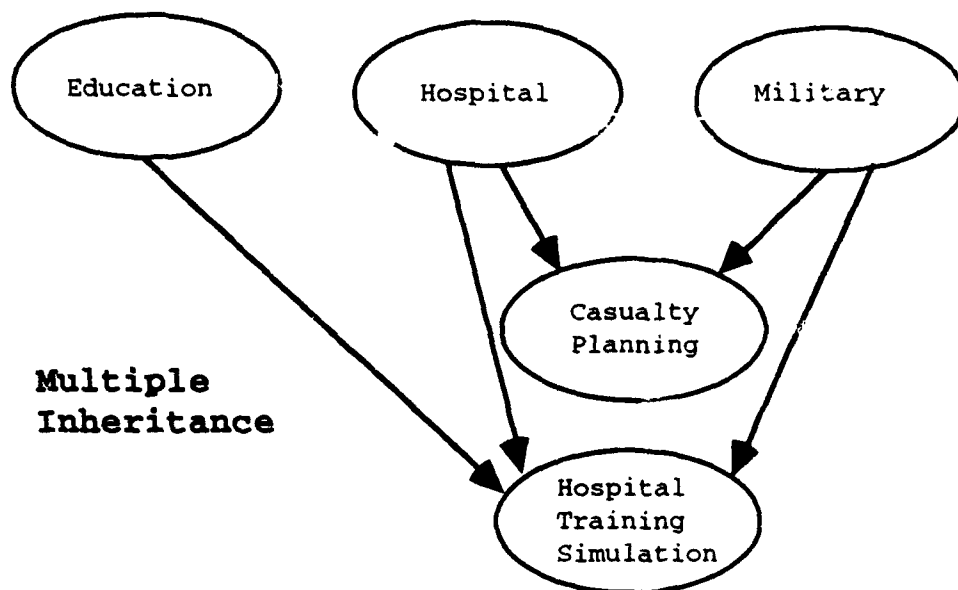 Education
Hospital
Military
Casualty
Planning
Multiple
Inheritance
Hospital
Training
Simulation